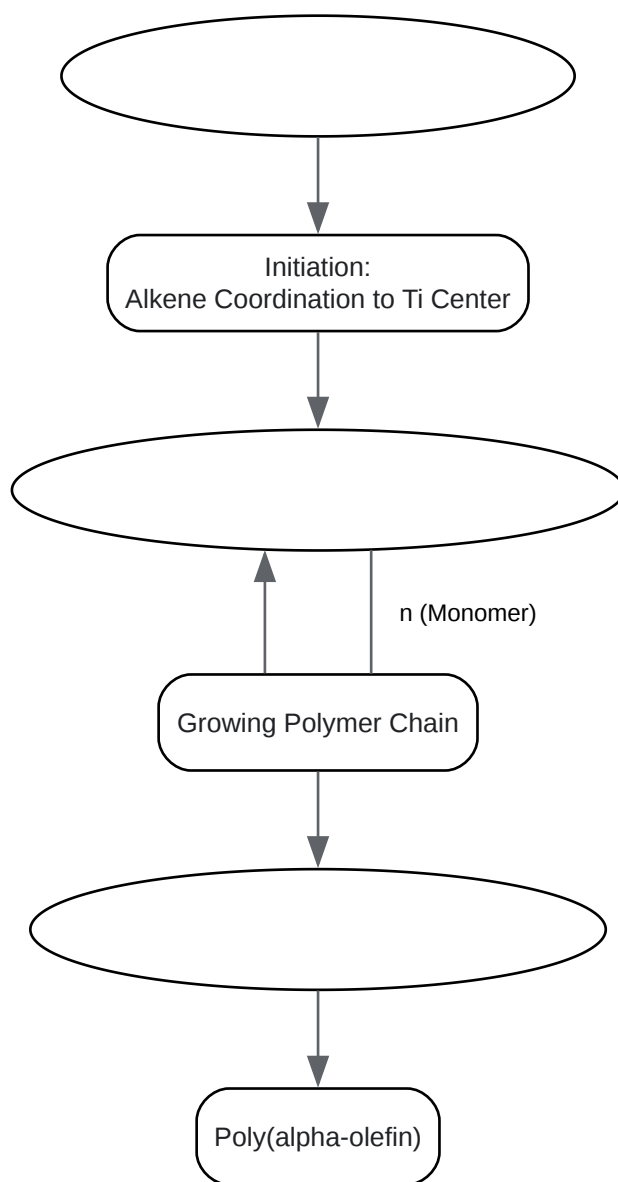 Initiation:
Alkene Coordination to Ti Center
n (Monomer)
Growing Polymer Chain
Poly(alpha-olefin)